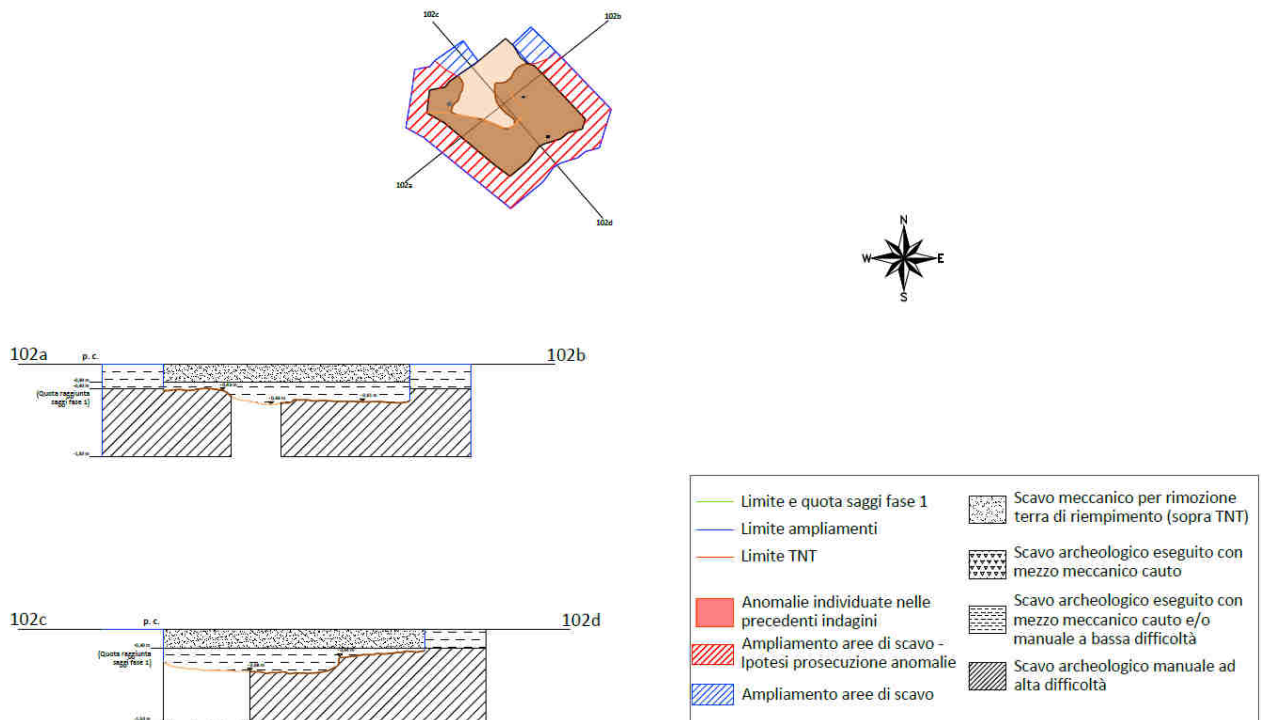 102c
102b
102a
102d
N
W
E
S
102a
p. c.
102b
(Quota raggiunta
saggi fase 1)
102c
p. c.
102d
(Quota raggiunta
saggi fase 1)
Limite e quota saggi fase 1
Limite ampliamenti
Limite TNT
Anomalie individuate nelle
precedenti indagini
Ampliamento aree di scavo -
Ipotesi prosecuzione anomalie
Ampliamento aree di scavo
Scavo meccanico per rimozione
terra di riempimento (sopra TNT)
Scavo archeologico eseguito con
mezzo meccanico cauto
Scavo archeologico eseguito con
mezzo meccanico cauto e/o
manuale a bassa difficoltà
Scavo archeologico manuale ad
alta difficoltà